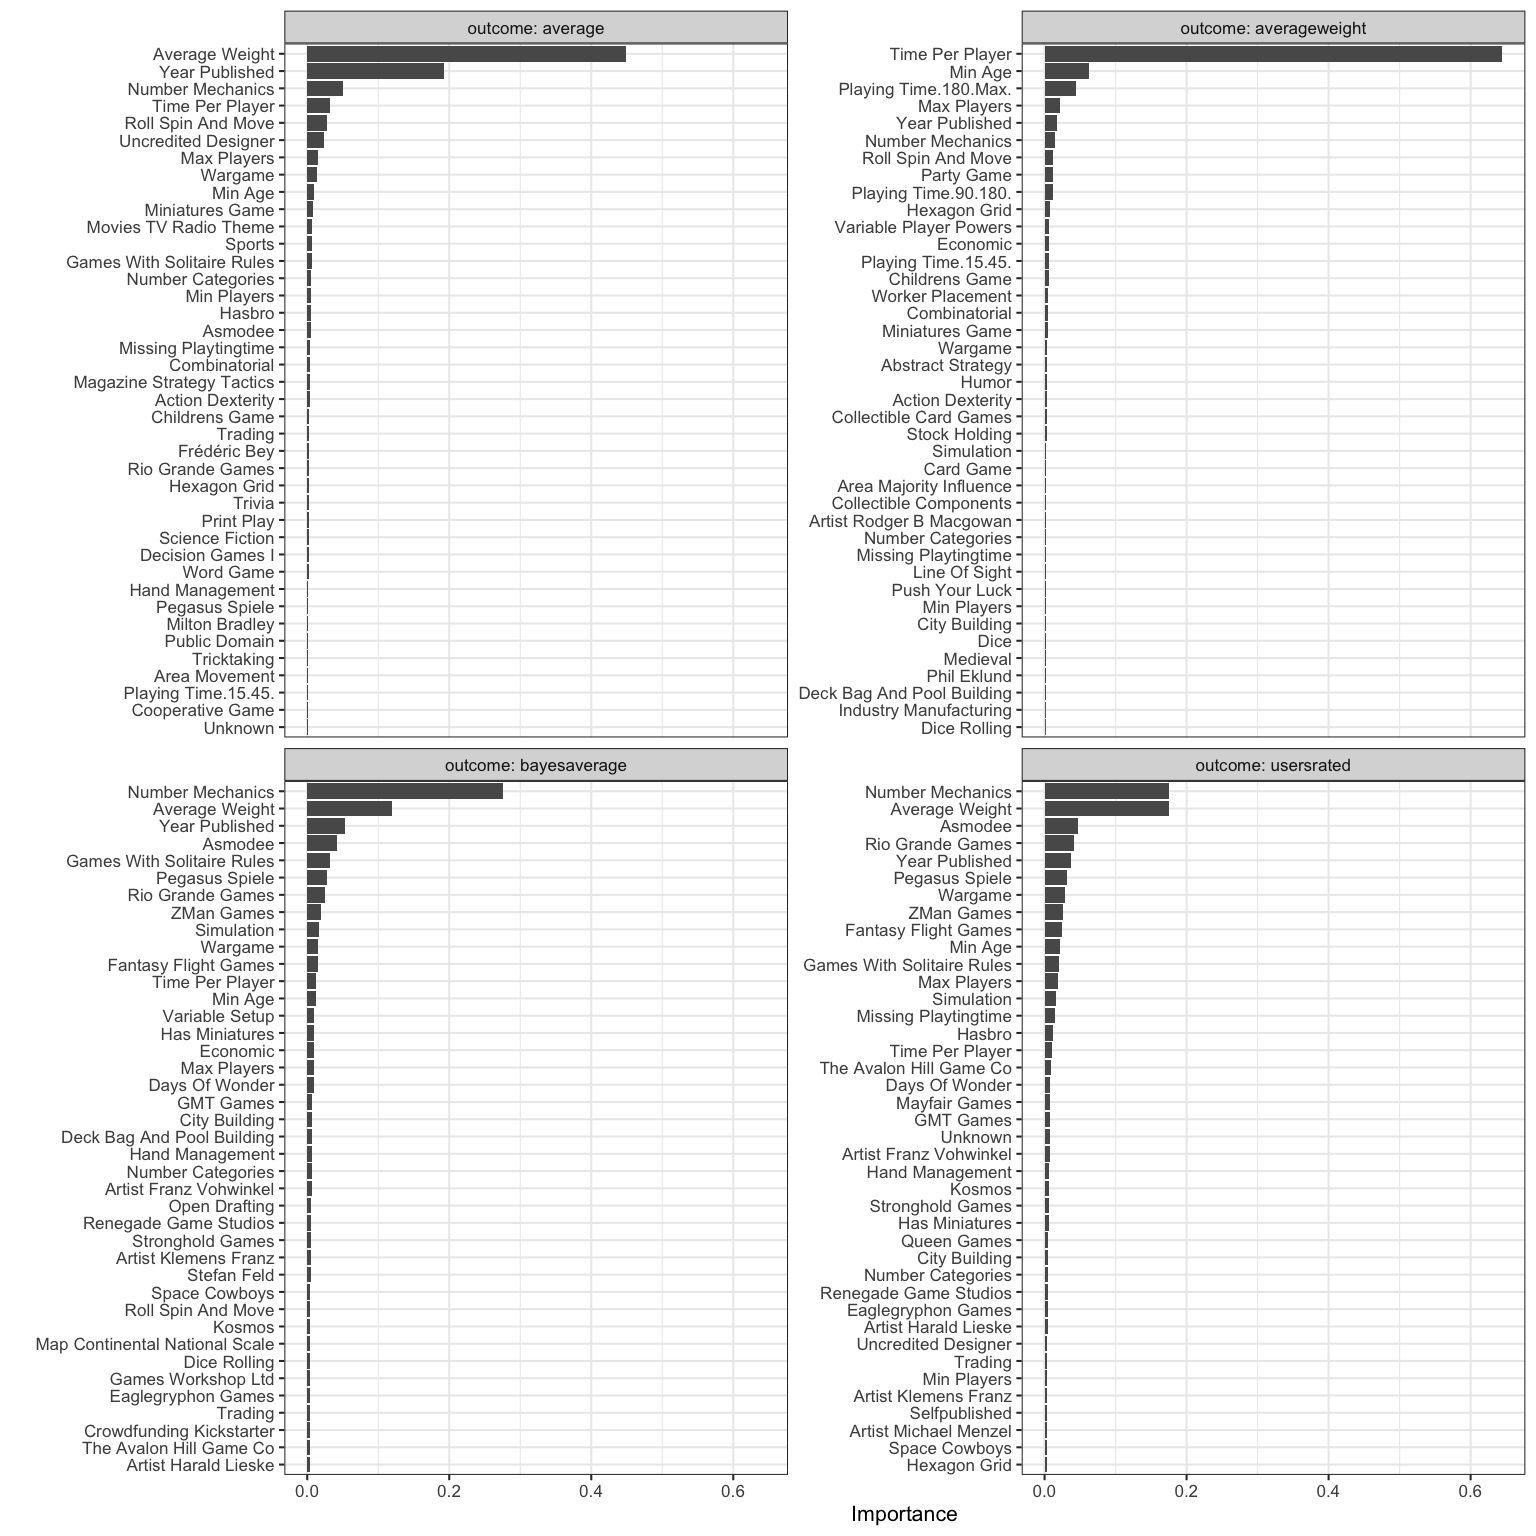 outcome: average
Average Weight
Year Published
Number Mechanics
Time Per Player
Roll Spin And Move
Uncredited Designer
Max Players
Wargame
Min Age
Miniatures Game
Movies TV Radio Theme
Sports
Games With Solitaire Rules
Number Categories
Min Players
Hasbro
Asmodee
Missing Playtingtime
Combinatorial
Magazine Strategy Tactics
Action Dexterity
Childrens Game
Trading
Frédéric Bey
Rio Grande Games
Hexagon Grid
Trivia
Print Play
Science Fiction
Decision Games I
Word Game
Hand Management
Pegasus Spiele
Milton Bradley
Public Domain
Tricktaking
Area Movement
Playing Time.15.45.
Cooperative Game
Unknown
outcome: averageweight
Time Per Player
Min Age
Playing Time.180.Max.
Max Players
Year Published
Number Mechanics
Roll Spin And Move
Party Game
Playing Time.90.180.
Hexagon Grid
Variable Player Powers
Economic
Playing Time.15.45.
Childrens Game
Worker Placement
Combinatorial
Miniatures Game
Wargame
Abstract Strategy
Humor
Action Dexterity
Collectible Card Games
Stock Holding
Simulation
Card Game
Area Majority Influence
Collectible Components
Artist Rodger B Macgowan
Number Categories
Missing Playtingtime
Line Of Sight
Push Your Luck
Min Players
City Building
Dice
Medieval
Phil Eklund
Deck Bag And Pool Building
Industry Manufacturing
Dice Rolling
outcome: bayesaverage
Number Mechanics
Average Weight
Year Published
Asmodee
Games With Solitaire Rules
Pegasus Spiele
Rio Grande Games
ZMan Games
Simulation
Wargame
Fantasy Flight Games
Time Per Player
Min Age
Variable Setup
Has Miniatures
Economic
Max Players
Days Of Wonder
GMT Games
City Building
Deck Bag And Pool Building
Hand Management
Number Categories
Artist Franz Vohwinkel
Open Drafting
Renegade Game Studios
Stronghold Games
Artist Klemens Franz
Stefan Feld
Space Cowboys
Roll Spin And Move
Kosmos
Map Continental National Scale
Dice Rolling
Games Workshop Ltd
Eaglegryphon Games
Trading
Crowdfunding Kickstarter
The Avalon Hill Game Co
Artist Harald Lieske
0.0 0.2 0.4 0.6
outcome: usersrated
Number Mechanics
Average Weight
Asmodee
Rio Grande Games
Year Published
Pegasus Spiele
Wargame
ZMan Games
Fantasy Flight Games
Min Age
Games With Solitaire Rules
Max Players
Simulation
Missing Playtingtime
Hasbro
Time Per Player
The Avalon Hill Game Co
Days Of Wonder
Mayfair Games
GMT Games
Unknown
Artist Franz Vohwinkel
Hand Management
Kosmos
Stronghold Games
Has Miniatures
Queen Games
City Building
Number Categories
Renegade Game Studios
Eaglegryphon Games
Artist Harald Lieske
Uncredited Designer
Trading
Min Players
Artist Klemens Franz
Selfpublished
Artist Michael Menzel
Space Cowboys
Hexagon Grid
0.0 0.2 0.4 0.6
Importance